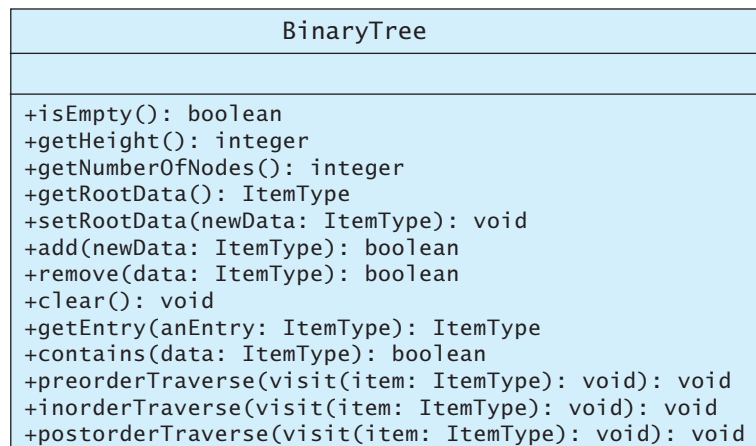 BinaryTree
+isEmpty(): boolean
+getHeight(): integer
+getNumberOfNodes(): integer
+getRootData(): ItemType
+setRootData(newData: ItemType): void
+add(newData: ItemType): boolean
+remove(data: ItemType): boolean
+clear(): void
+getEntry(anEntry: ItemType): ItemType
+contains(data: ItemType): boolean
+preorderTraverse(visit(item: ItemType): void): void
+inorderTraverse(visit(item: ItemType): void): void
+postorderTraverse(visit(item: ItemType): void): void